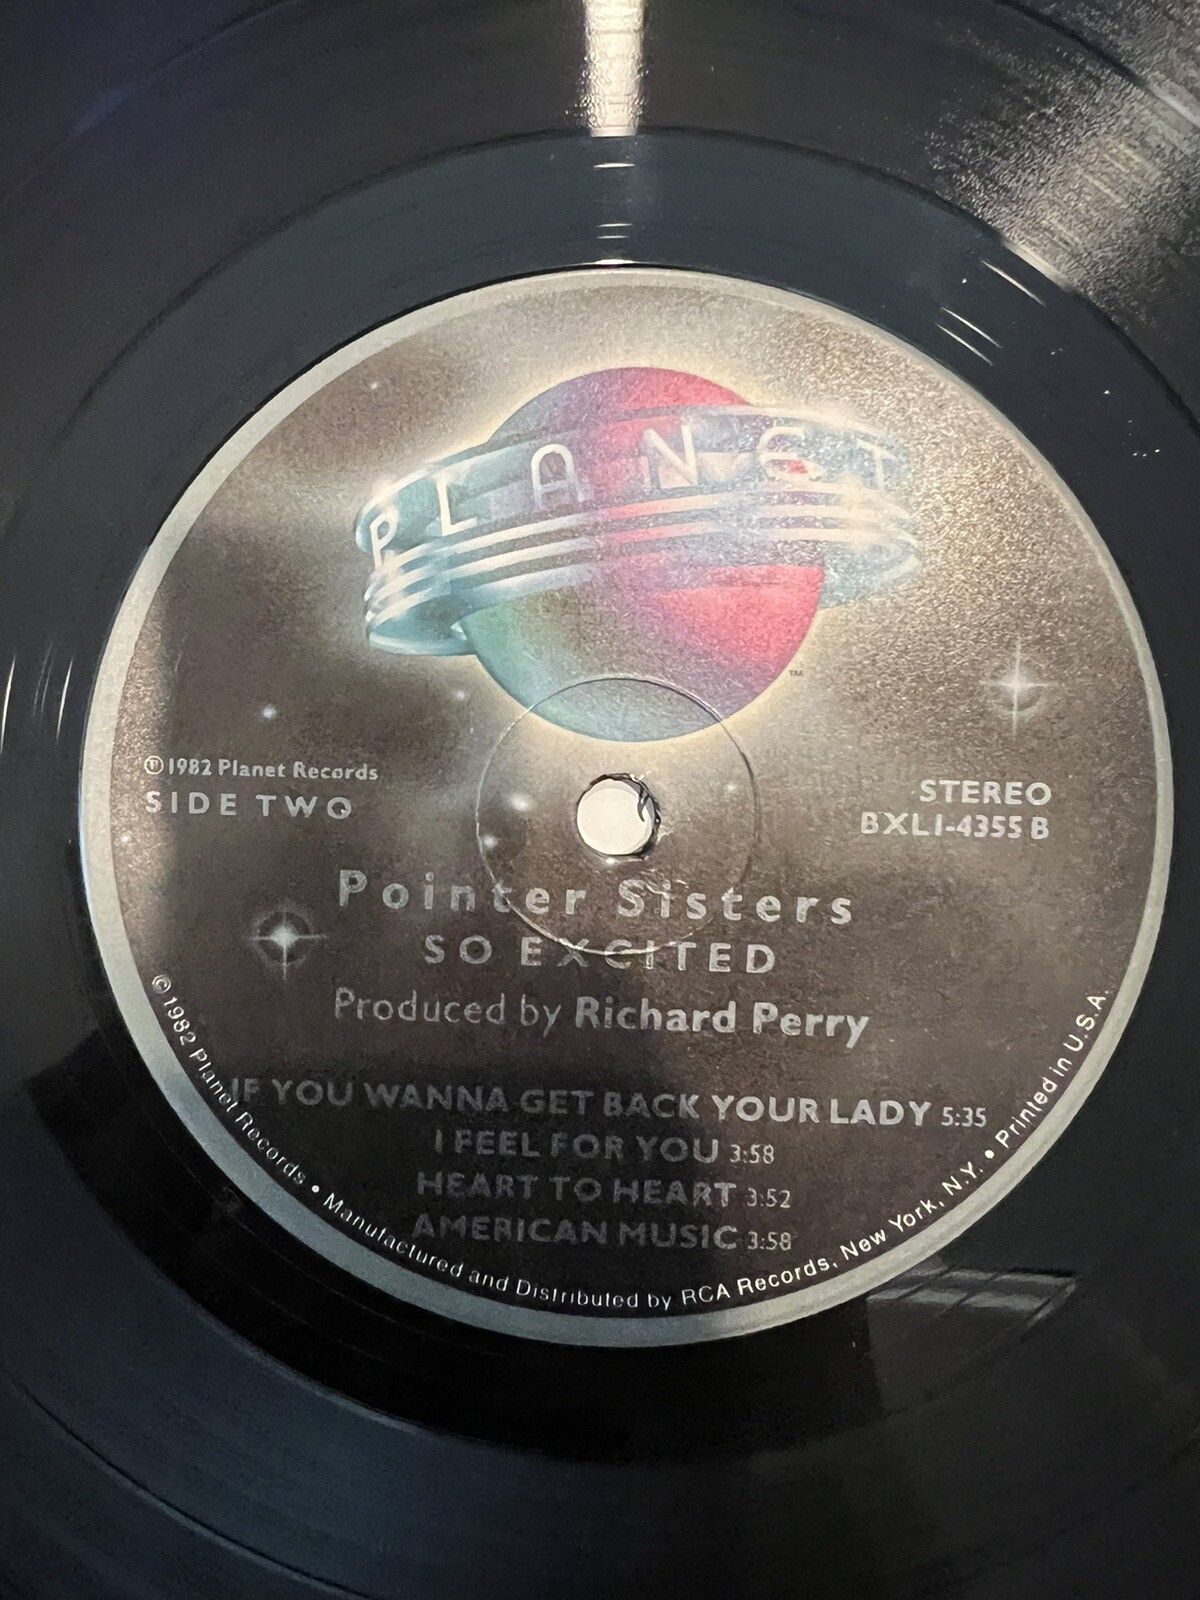 PLANET
™
℗1982 Planet Records
SIDE TWO
STEREO
BXL1-4355 B
Pointer Sisters
SO EXCITED
Produced by Richard Perry
IF YOU WANNA GET BACK YOUR LADY 5:35
I FEEL FOR YOU 3:58
HEART TO HEART 3:52
AMERICAN MUSIC 3:58
©1982 Planet Records • Manufactured and Distributed by RCA Records, New York, N.Y. • Printed in U.S.A.